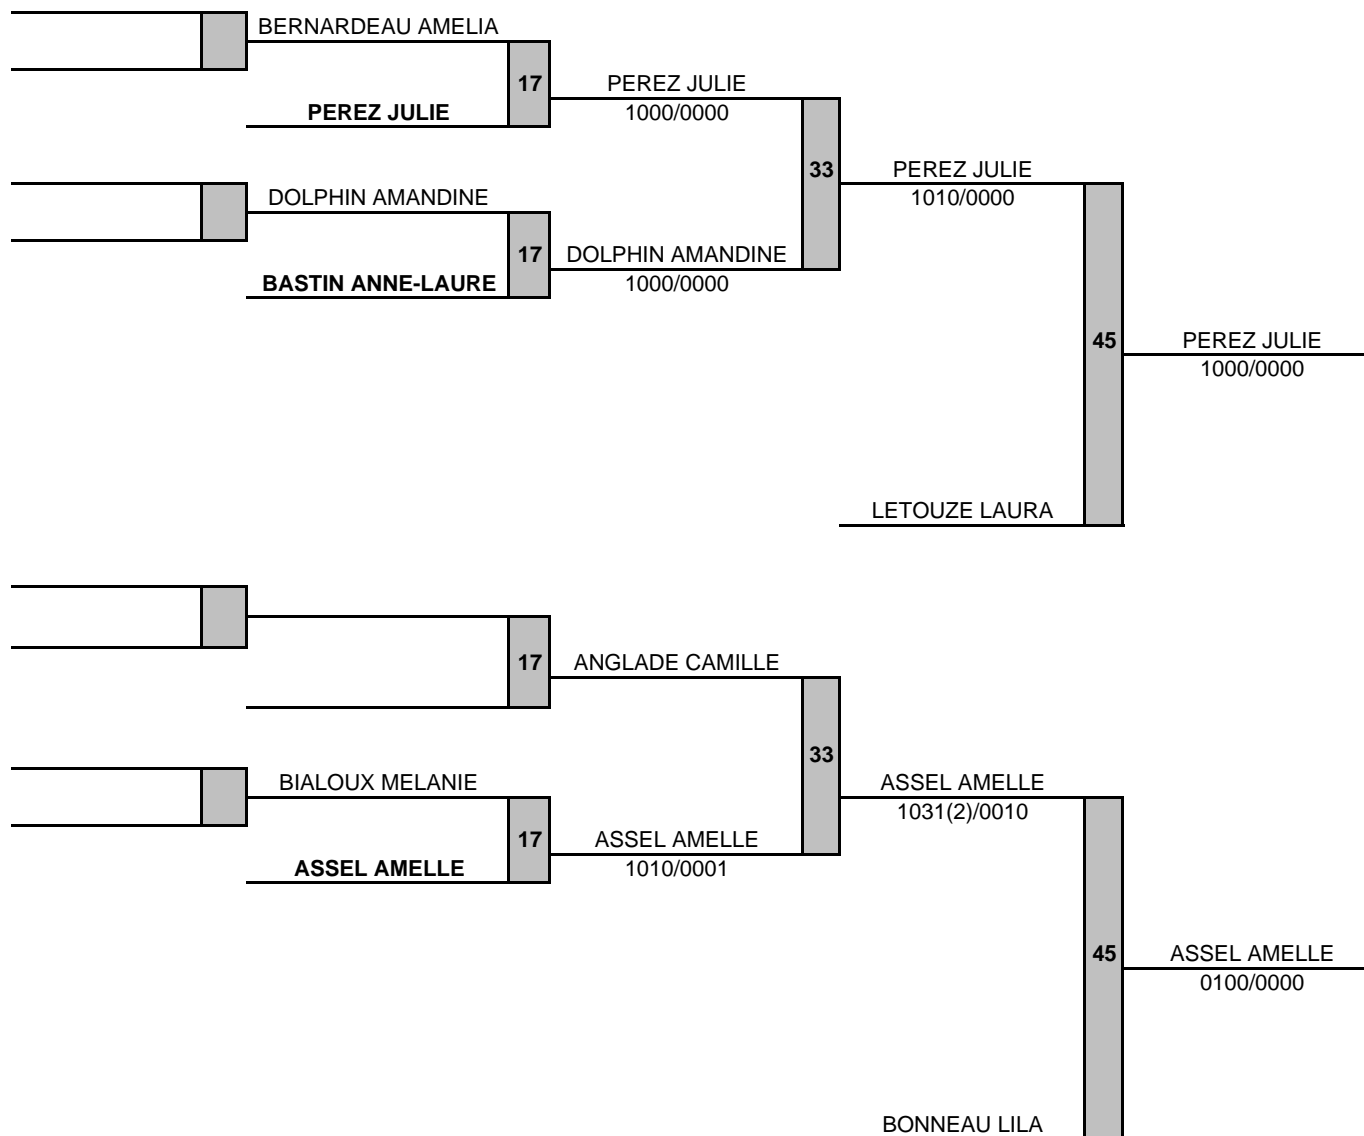 BERNARDEAU AMELIA
17
PEREZ JULIE
PEREZ JULIE
1000/0000
33
PEREZ JULIE
1010/0000
DOLPHIN AMANDINE
17
BASTIN ANNE-LAURE
DOLPHIN AMANDINE
1000/0000
45
PEREZ JULIE
1000/0000
LETOUZE LAURA
17
ANGLADE CAMILLE
33
BIALOUX MELANIE
17
ASSEL AMELLE
ASSEL AMELLE
1010/0001
ASSEL AMELLE
1031(2)/0010
45
ASSEL AMELLE
0100/0000
BONNEAU LILA